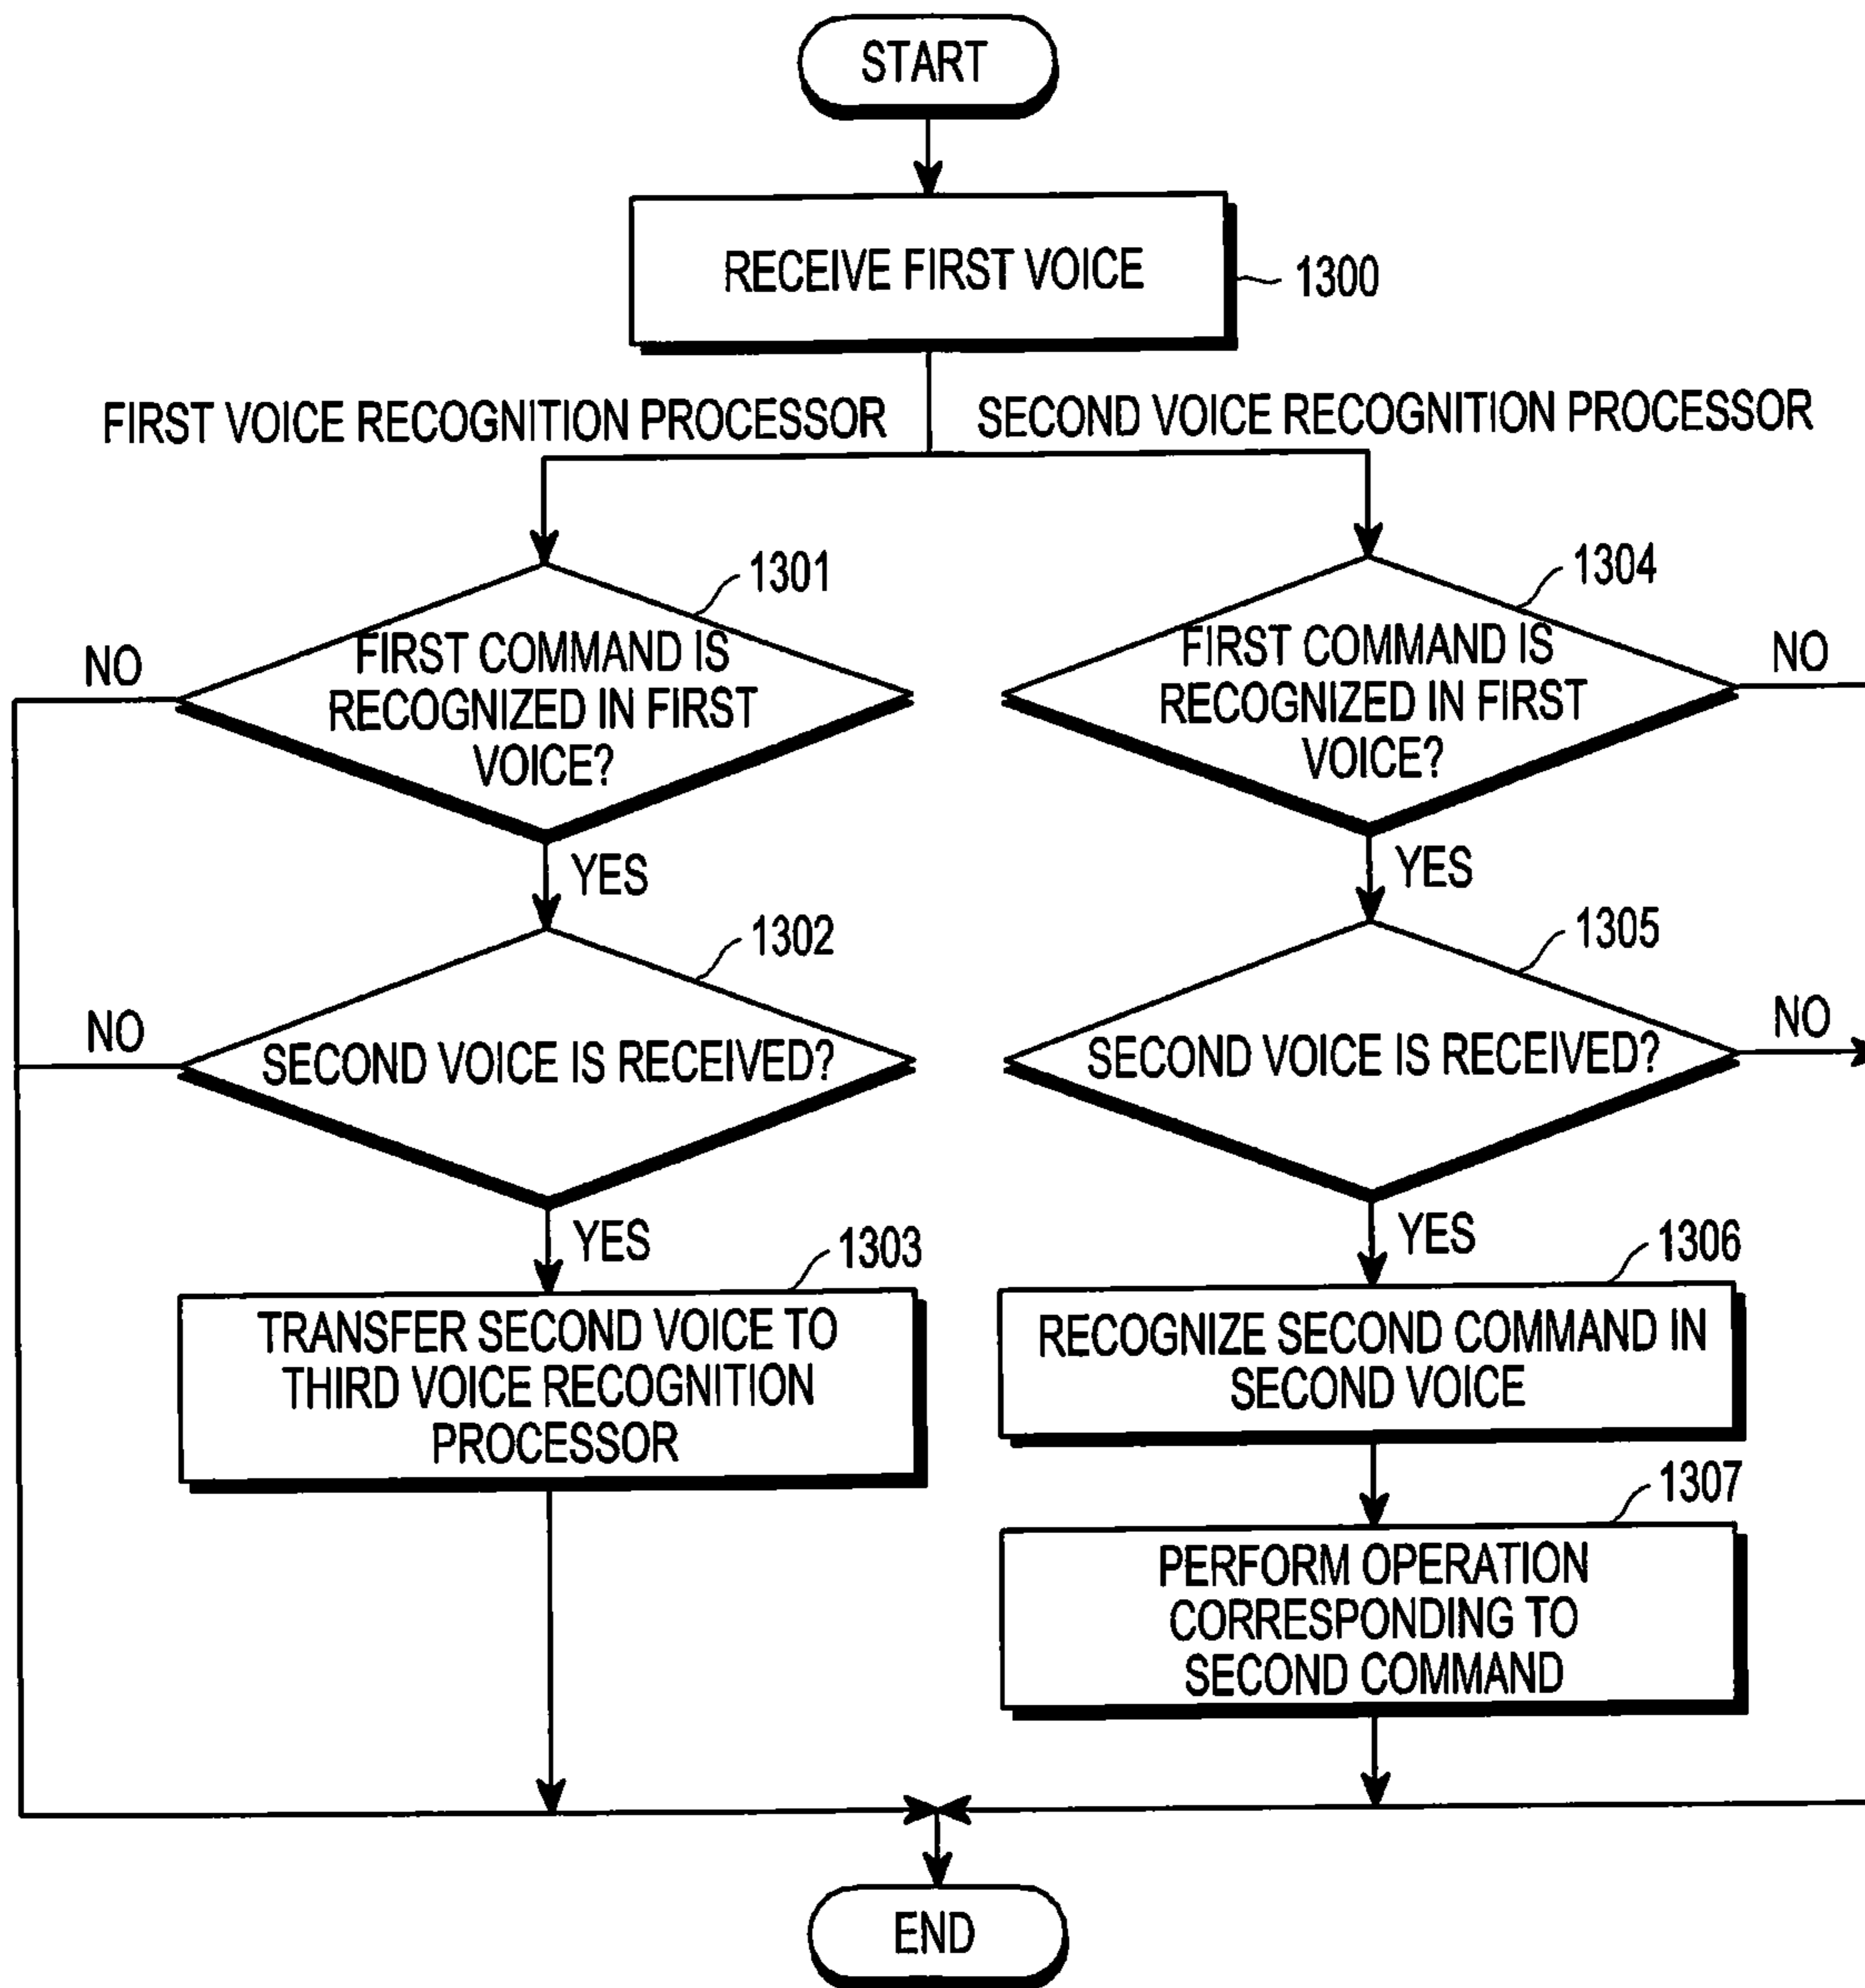 START
RECEIVE FIRST VOICE
1300
FIRST VOICE RECOGNITION PROCESSOR
SECOND VOICE RECOGNITION PROCESSOR
1301
FIRST COMMAND IS
RECOGNIZED IN FIRST
VOICE?
NO
YES
1302
SECOND VOICE IS RECEIVED?
NO
YES
1303
TRANSFER SECOND VOICE TO
THIRD VOICE RECOGNITION
PROCESSOR
1304
FIRST COMMAND IS
RECOGNIZED IN FIRST
VOICE?
NO
YES
1305
SECOND VOICE IS RECEIVED?
NO
YES
1306
RECOGNIZE SECOND COMMAND IN
SECOND VOICE
1307
PERFORM OPERATION
CORRESPONDING TO
SECOND COMMAND
END